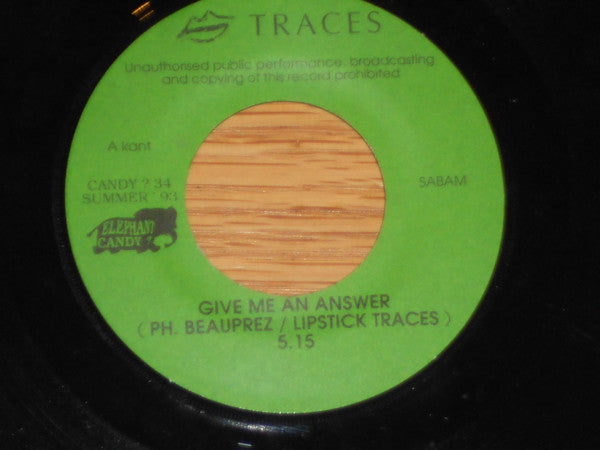 TRACES
Unauthorised public performance, broadcasting
and copying of this record prohibited
A kant
CANDY ? 34
SUMMER ' 93
SABAM
ELEPHANT
CANDY ?
GIVE ME AN ANSWER
( PH. BEAUPREZ / LIPSTICK TRACES )
5.15